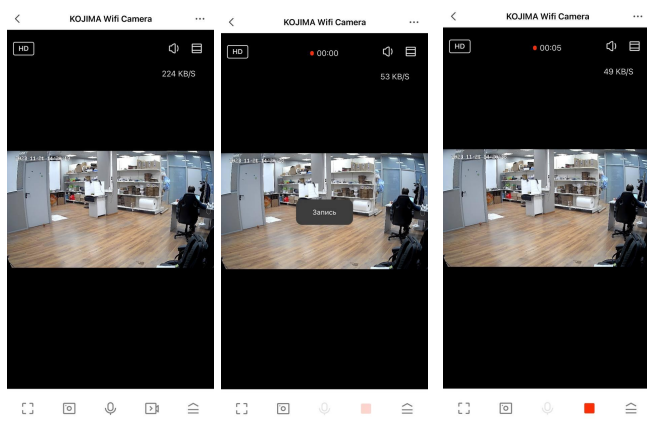 KOJIMA Wifi Camera
HD
224 KB/S
KOJIMA Wifi Camera
HD
00:00
53 KB/S
Запись
KOJIMA Wifi Camera
HD
00:05
49 KB/S